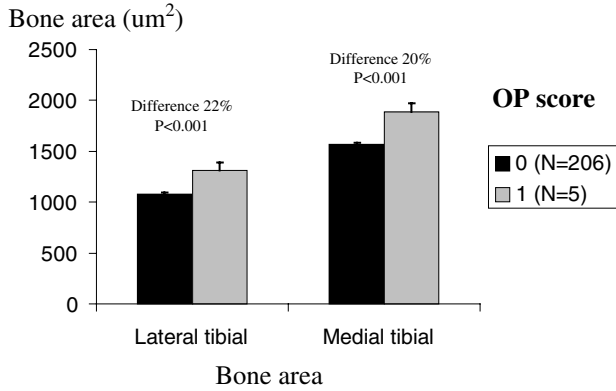 Bone area (um²)
2500
2000
1500
1000
500
0
Difference 22%
P<0.001
Difference 20%
P<0.001
OP score
0 (N=206)
1 (N=5)
Lateral tibial
Medial tibial
Bone area